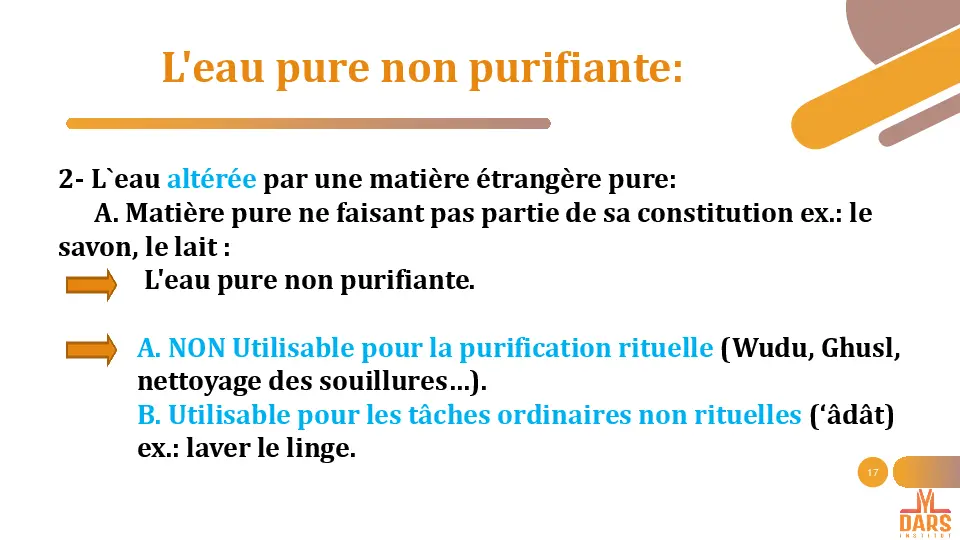 L'eau pure non purifiante:
2- L`eau altérée par une matière étrangère pure:
A. Matière pure ne faisant pas partie de sa constitution ex.: le
savon, le lait :
L'eau pure non purifiante.
A. NON Utilisable pour la purification rituelle (Wudu, Ghusl,
nettoyage des souillures…).
B. Utilisable pour les tâches ordinaires non rituelles (‘âdât)
ex.: laver le linge.
17
DARS
INSTITUT